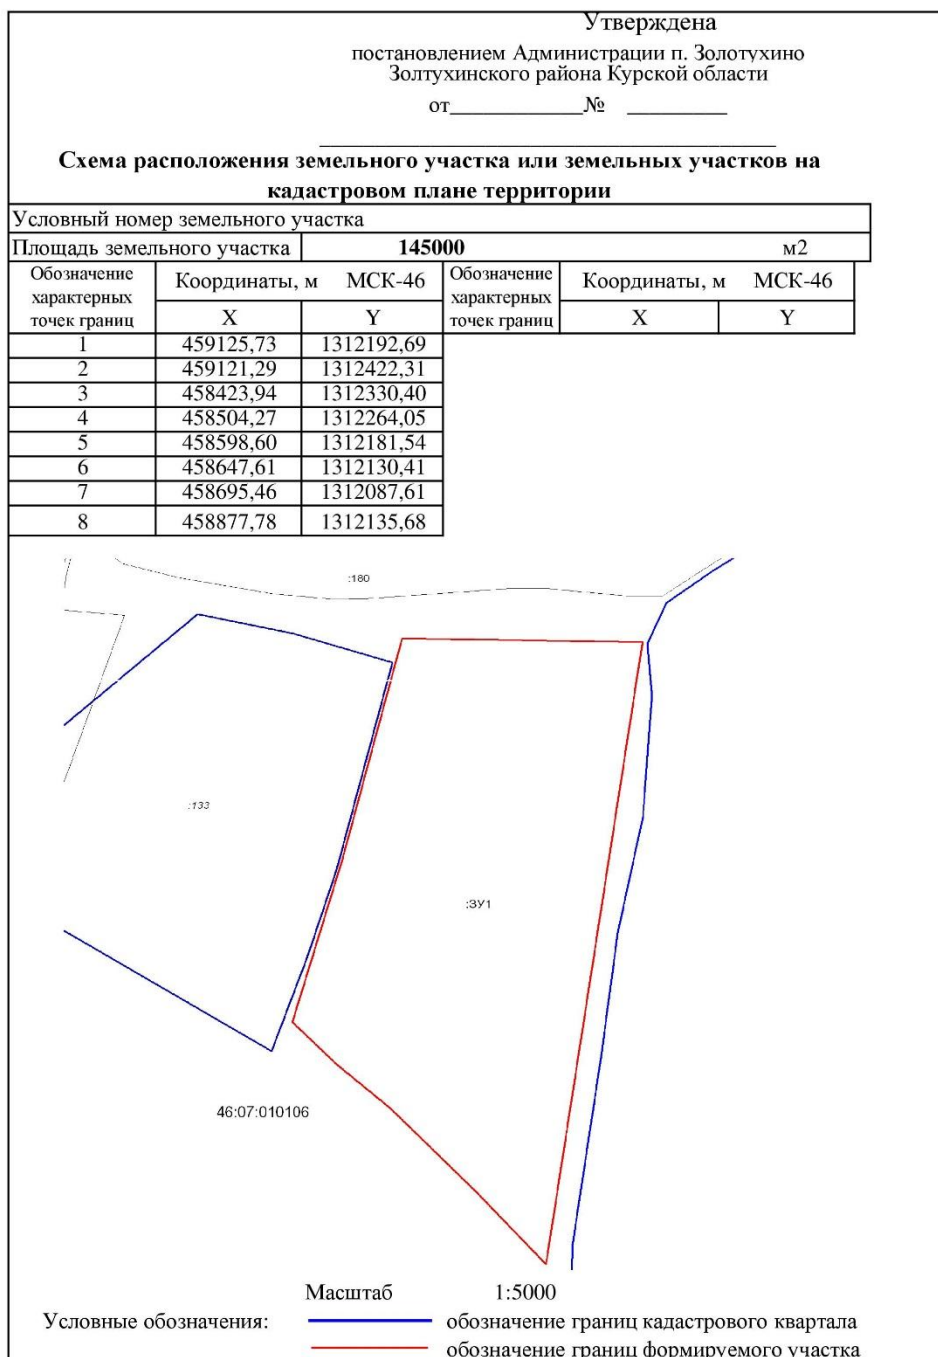 Утверждена
постановлением Администрации п. Золотухино
Золтухинского района Курской области
от____________№ _________
Схема расположения земельного участка или земельных участков на
кадастровом плане территории
Условный номер земельного участка
Площадь земельного участка 145000 м2
Обозначение характерных точек границ Координаты, м МСК-46 Обозначение характерных точек границ Координаты, м МСК-46
X Y X Y
1 459125,73 1312192,69
2 459121,29 1312422,31
3 458423,94 1312330,40
4 458504,27 1312264,05
5 458598,60 1312181,54
6 458647,61 1312130,41
7 458695,46 1312087,61
8 458877,78 1312135,68
:180
:133
:ЗУ1
46:07:010106
Масштаб 1:5000
Условные обозначения: обозначение границ кадастрового квартала
обозначение границ формируемого участка